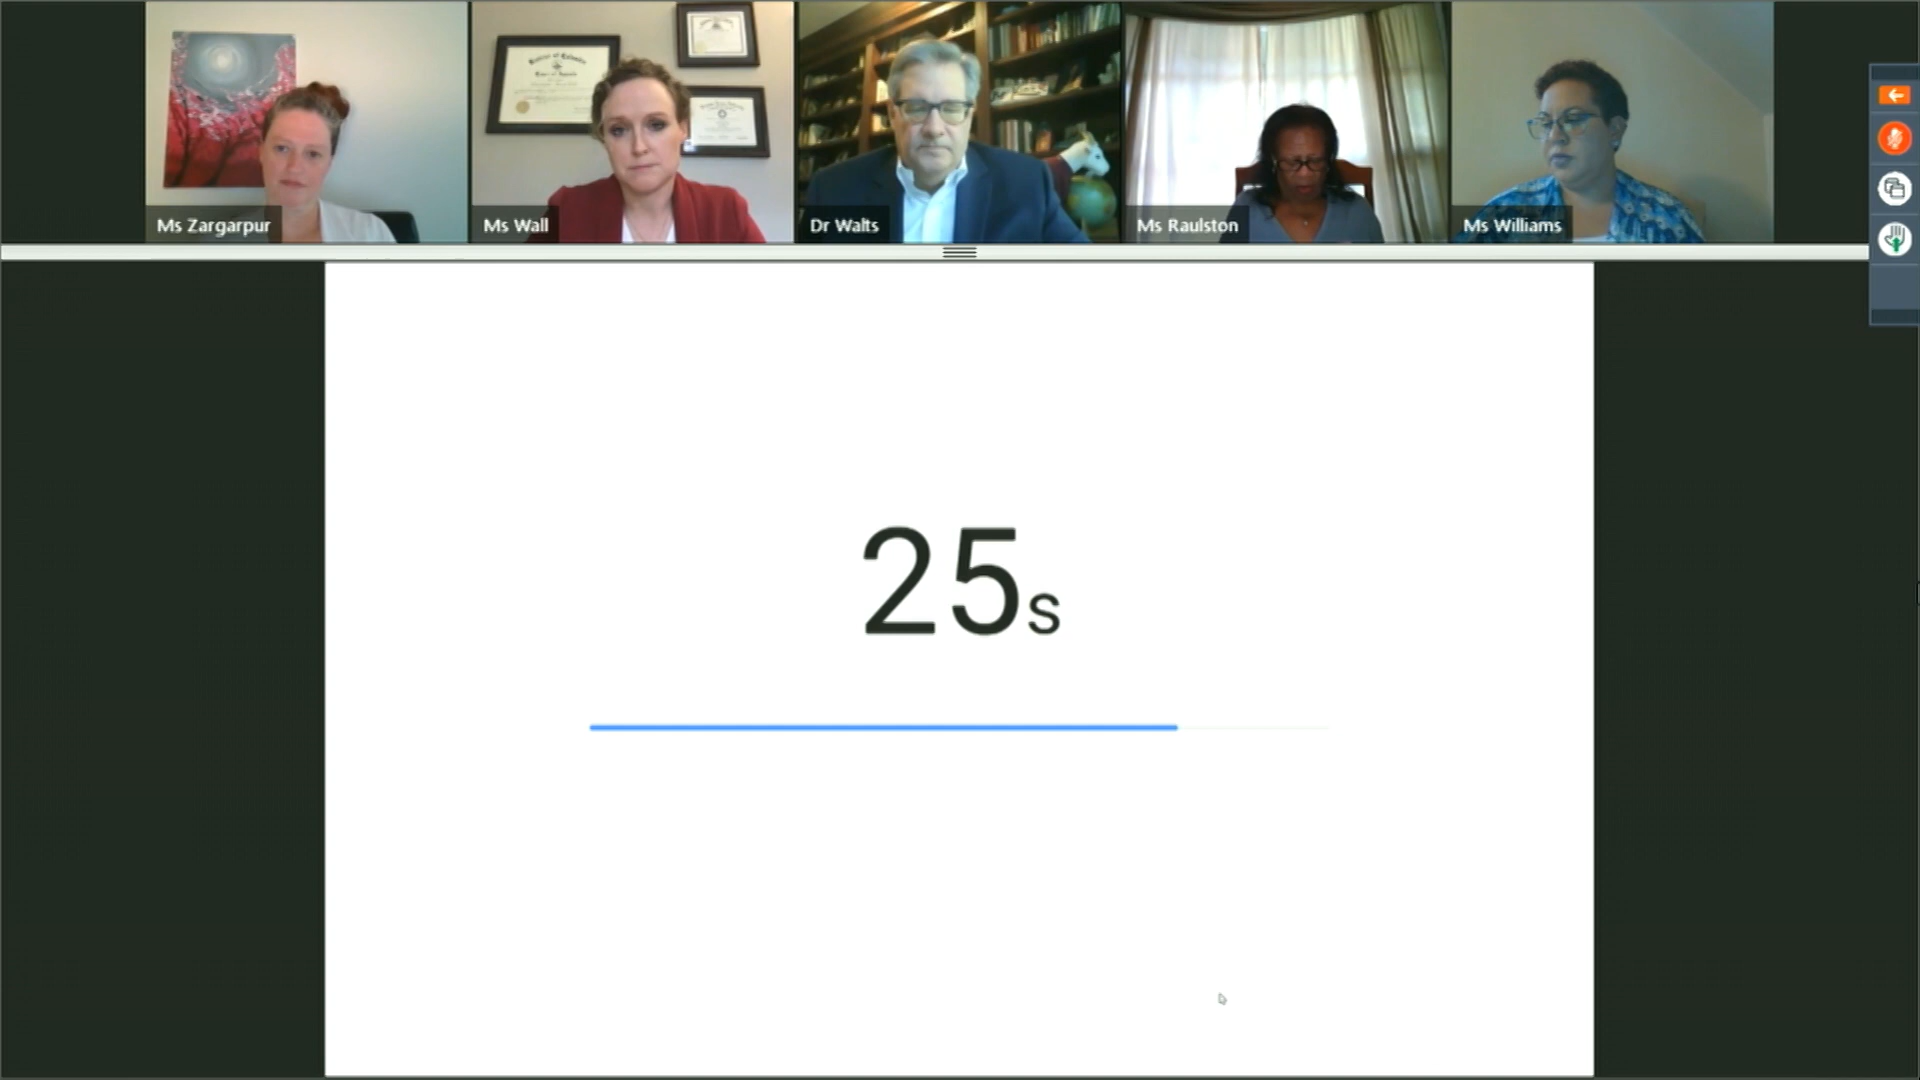 Ms Zargarpur
Ms Wall
Dr Walts
Ms Raulston
Ms Williams
25s